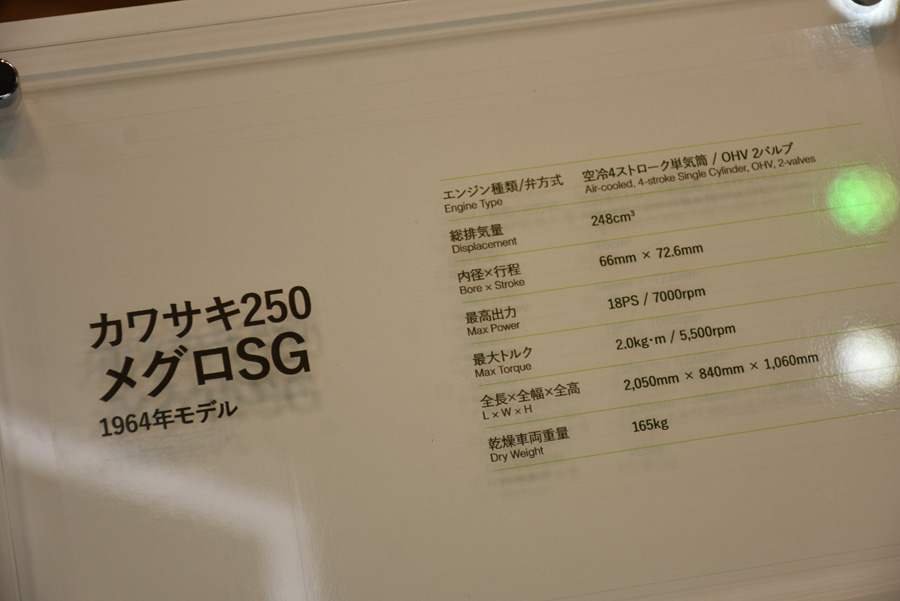 カワサキ250
メグロSG
1964年モデル
エンジン種類/弁方式 空冷4ストローク単気筒 / OHV 2バルブ
Engine Type Air-cooled, 4-stroke Single Cylinder, OHV, 2-valves
総排気量 248cm³
Displacement
内径×行程 66mm × 72.6mm
Bore × Stroke
最高出力 18PS / 7000rpm
Max Power
最大トルク 2.0kg・m / 5,500rpm
Max Torque
全長×全幅×全高 2,050mm × 840mm × 1,060mm
L × W × H
乾燥車両重量 165kg
Dry Weight